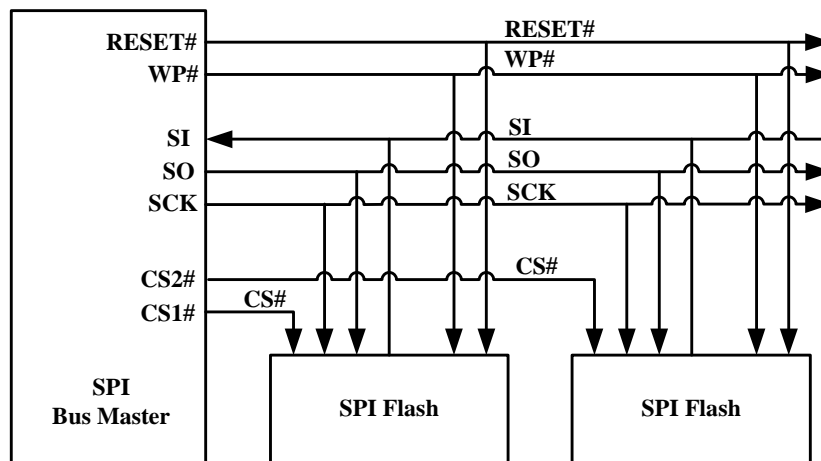 RESET#
RESET#
WP#
WP#
SI
SI
SO
SO
SCK
SCK
CS2#
CS#
CS1#
CS#
SPI
Bus Master
SPI Flash
SPI Flash